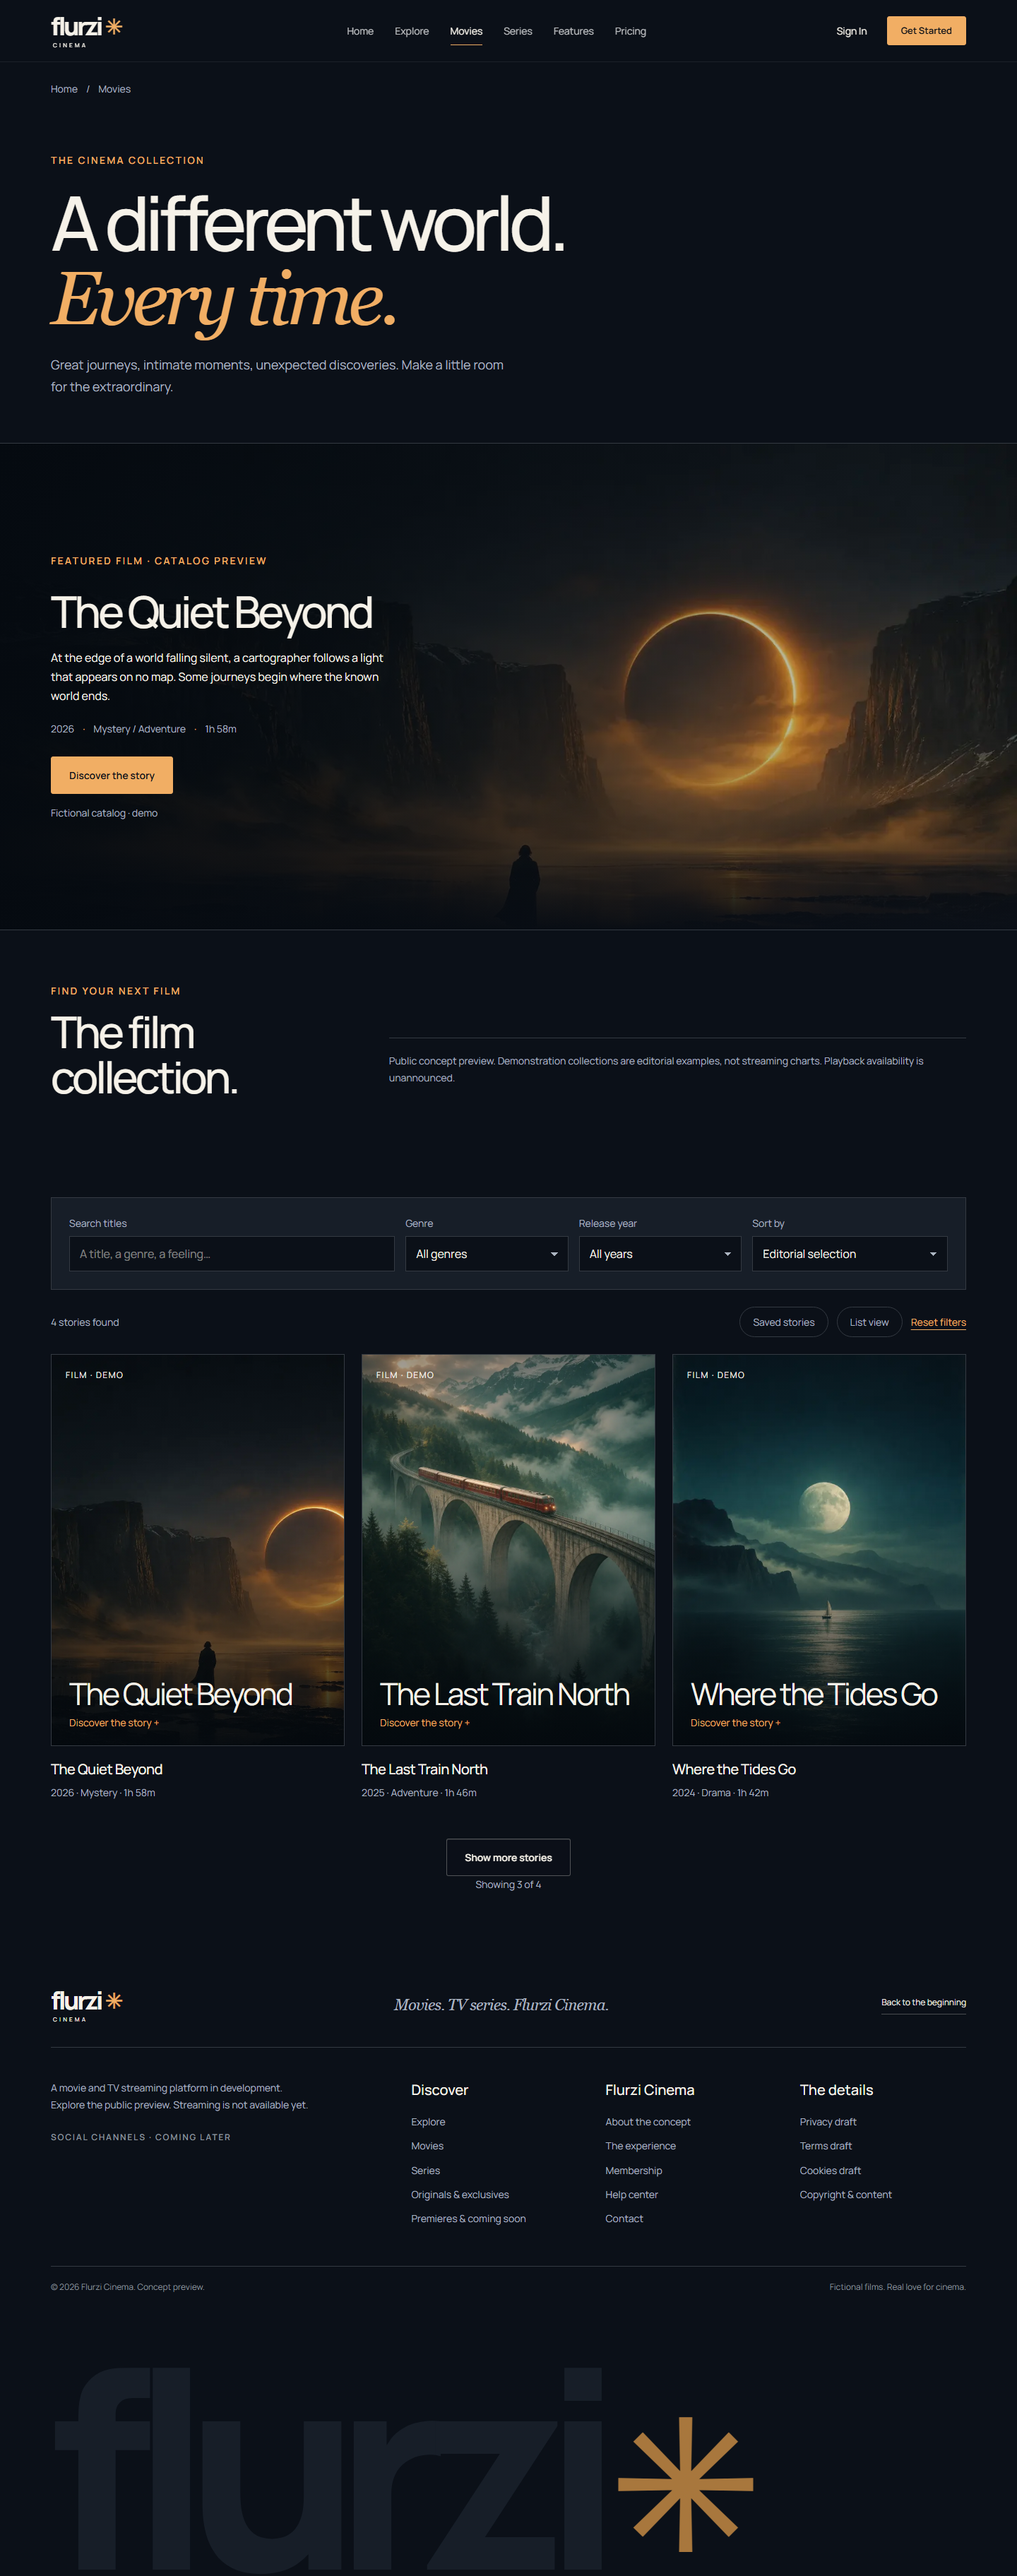 flurzi
CINEMA
Home Explore Movies Series Features Pricing
Sign In Get Started
Home / Movies
THE CINEMA COLLECTION
A different world.
Every time.
Great journeys, intimate moments, unexpected discoveries. Make a little room
for the extraordinary.
FEATURED FILM · CATALOG PREVIEW
The Quiet Beyond
At the edge of a world falling silent, a cartographer follows a light
that appears on no map. Some journeys begin where the known
world ends.
2026 · Mystery / Adventure · 1h 58m
Discover the story
Fictional catalog · demo
FIND YOUR NEXT FILM
The film
collection.
Public concept preview. Demonstration collections are editorial examples, not streaming charts. Playback availability is
unannounced.
Search titles Genre Release year Sort by
A title, a genre, a feeling... All genres All years Editorial selection
4 stories found Saved stories List view Reset filters
FILM · DEMO FILM · DEMO FILM · DEMO
The Quiet Beyond The Last Train North Where the Tides Go
Discover the story + Discover the story + Discover the story +
The Quiet Beyond The Last Train North Where the Tides Go
2026 · Mystery · 1h 58m 2025 · Adventure · 1h 46m 2024 · Drama · 1h 42m
Show more stories
Showing 3 of 4
flurzi
CINEMA
Movies. TV series. Flurzi Cinema.
Back to the beginning
A movie and TV streaming platform in development.
Explore the public preview. Streaming is not available yet.
SOCIAL CHANNELS · COMING LATER
Discover
Explore
Movies
Series
Originals & exclusives
Premieres & coming soon
Flurzi Cinema
About the concept
The experience
Membership
Help center
Contact
The details
Privacy draft
Terms draft
Cookies draft
Copyright & content
© 2026 Flurzi Cinema. Concept preview. Fictional films. Real love for cinema.
flurzi